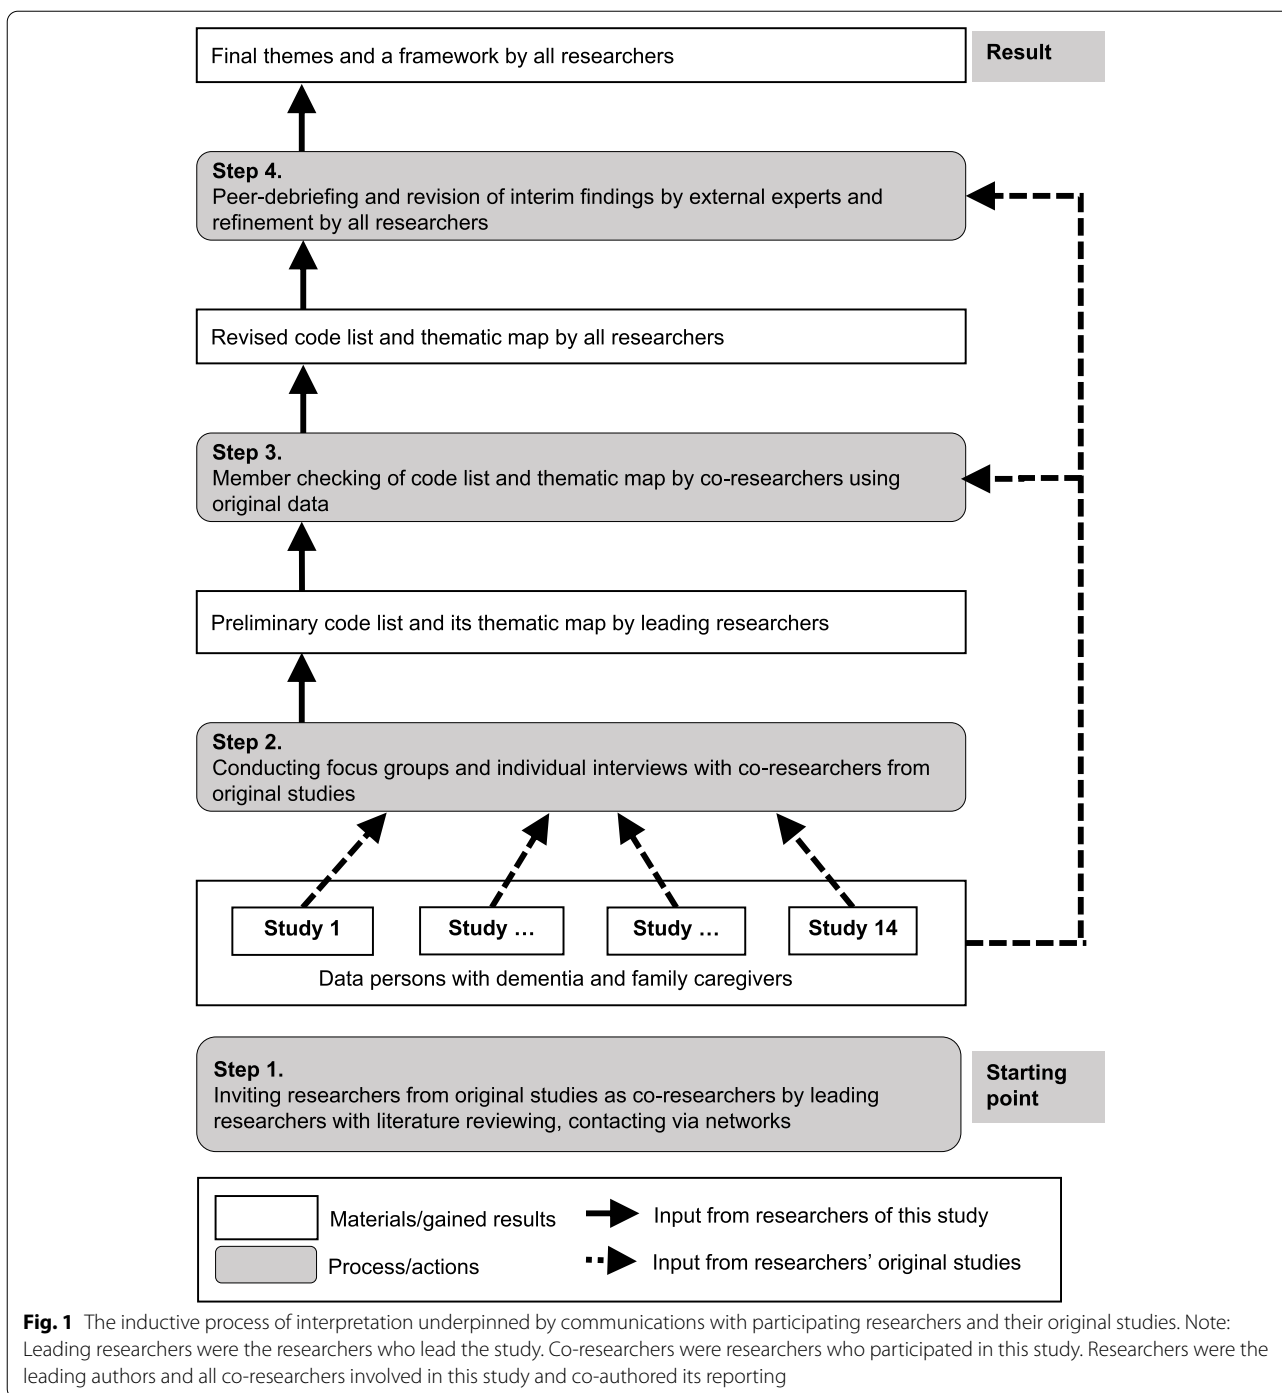 Final themes and a framework by all researchers
Result
Step 4.
Peer-debriefing and revision of interim findings by external experts and
refinement by all researchers
Revised code list and thematic map by all researchers
Step 3.
Member checking of code list and thematic map by co-researchers using
original data
Preliminary code list and its thematic map by leading researchers
Step 2.
Conducting focus groups and individual interviews with co-researchers from
original studies
Study 1
Study ...
Study ...
Study 14
Data persons with dementia and family caregivers
Step 1.
Inviting researchers from original studies as co-researchers by leading
researchers with literature reviewing, contacting via networks
Starting
point
Materials/gained results
Input from researchers of this study
Process/actions
Input from researchers' original studies
Fig. 1 The inductive process of interpretation underpinned by communications with participating researchers and their original studies. Note:
Leading researchers were the researchers who lead the study. Co-researchers were researchers who participated in this study. Researchers were the
leading authors and all co-researchers involved in this study and co-authored its reporting